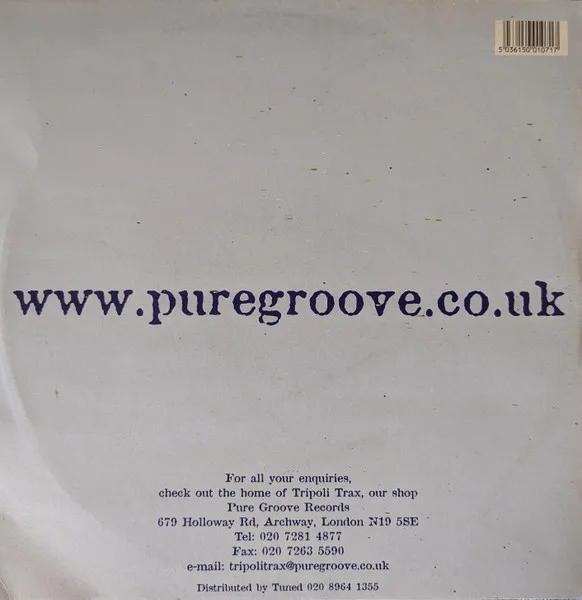 5 036150 010717
www.puregroove.co.uk
For all your enquiries,
check out the home of Tripoli Trax, our shop
Pure Groove Records
679 Holloway Rd, Archway, London N19 5SE
Tel: 020 7281 4877
Fax: 020 7263 5590
e-mail: tripolitrax@puregroove.co.uk
Distributed by Tuned 020 8964 1355